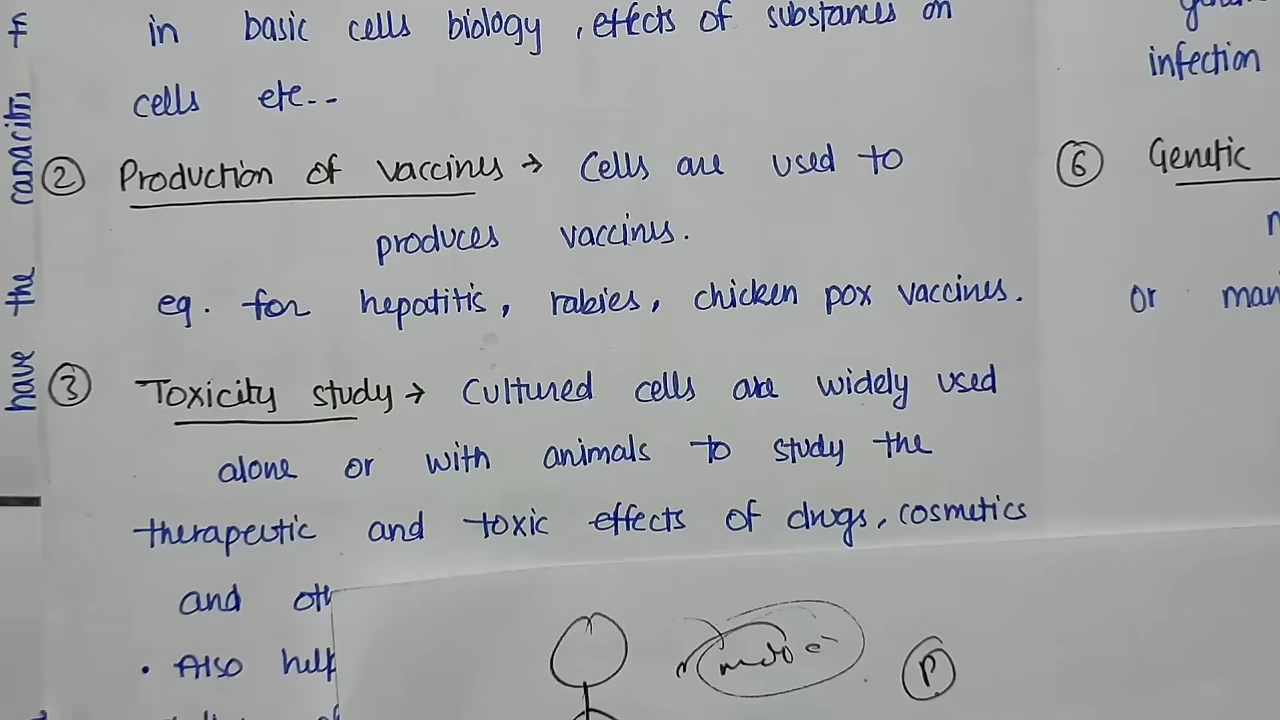 in basic cells biology, effects of substances on
cells etc...
② Production of vaccines → Cells are used to
produces vaccines.
eg. for hepatitis, rabies, chicken pox vaccines.
③ Toxicity study → Cultured cells are widely used
alone or with animals to study the
therapeutic and toxic effects of drugs, cosmetics
and oth
• Also help
P
infection
⑥ Genetic
or man
have the